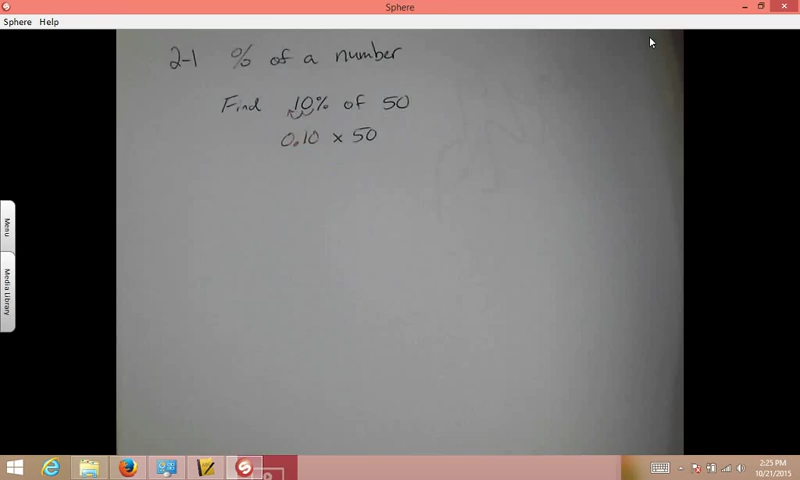 Sphere
Sphere Help
2-1 % of a number
Find 10% of 50
0.10 × 50
Menu
Media Library
2:25 PM
10/21/2015